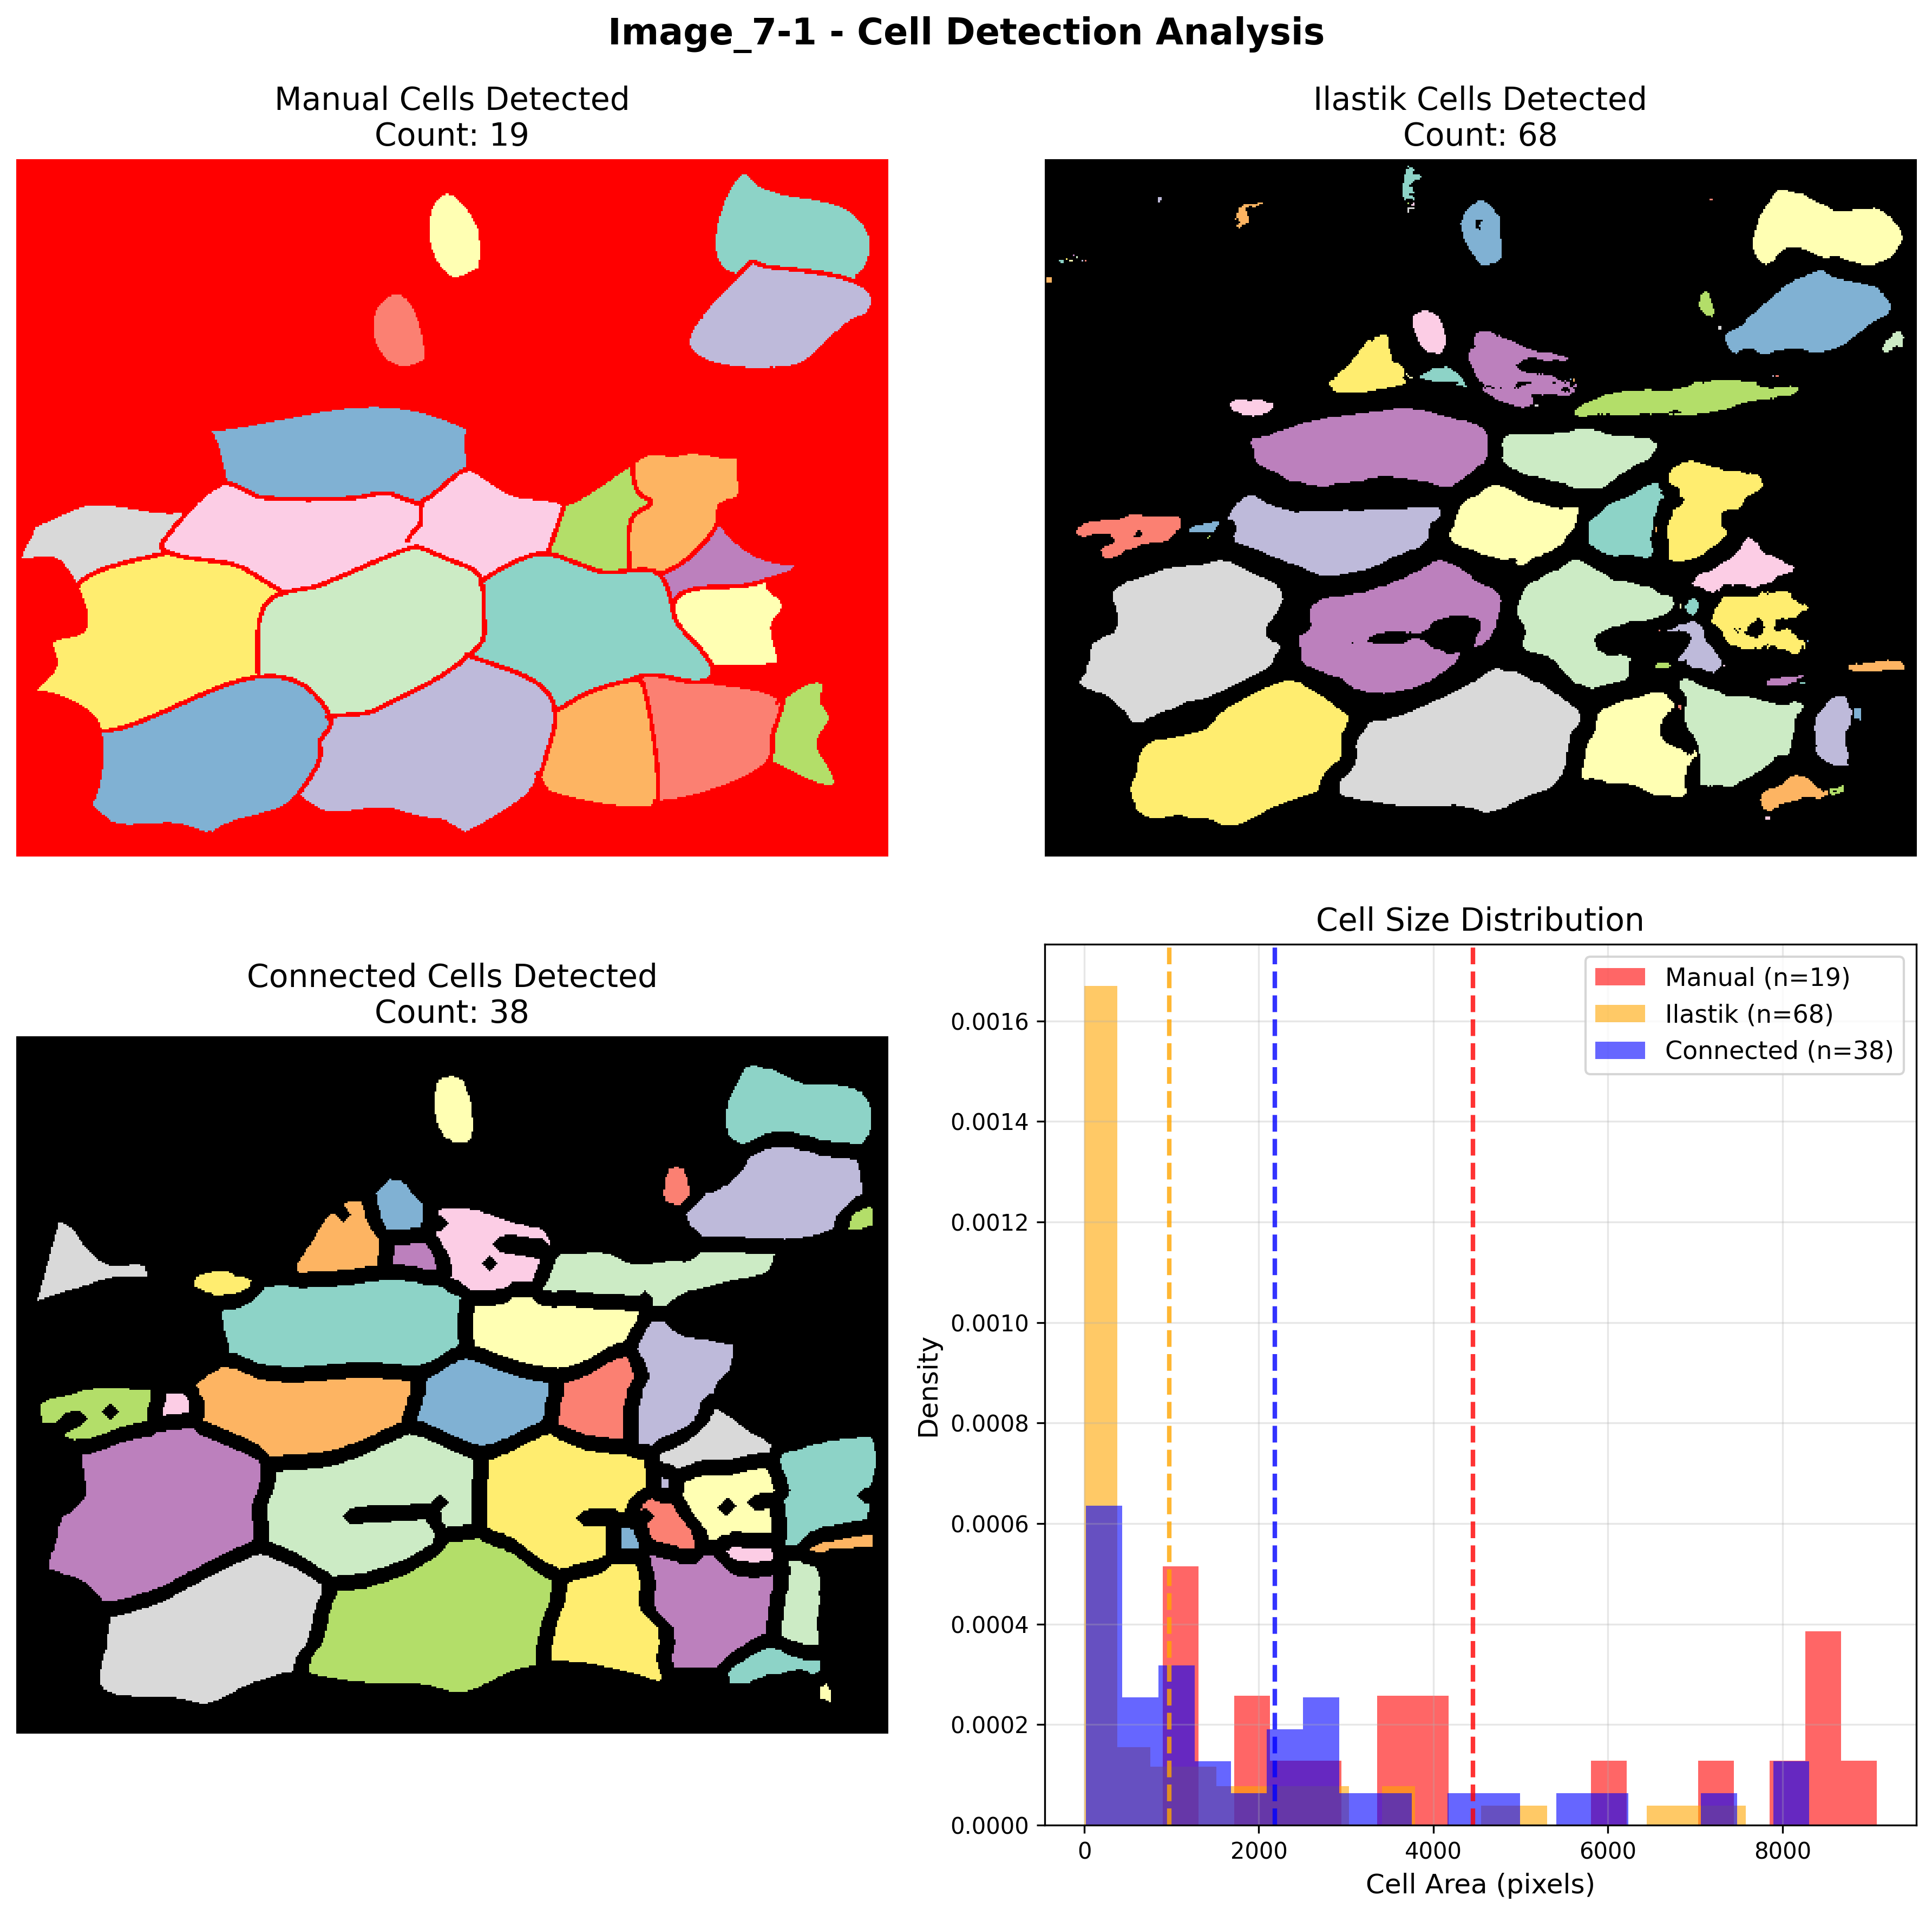 Image_7-1 - Cell Detection Analysis
Manual Cells Detected
Count: 19
Ilastik Cells Detected
Count: 68
Connected Cells Detected
Count: 38
Cell Size Distribution
Manual (n=19)
Ilastik (n=68)
Connected (n=38)
Density
0.0016
0.0014
0.0012
0.0010
0.0008
0.0006
0.0004
0.0002
0.0000
0
2000
4000
6000
8000
Cell Area (pixels)